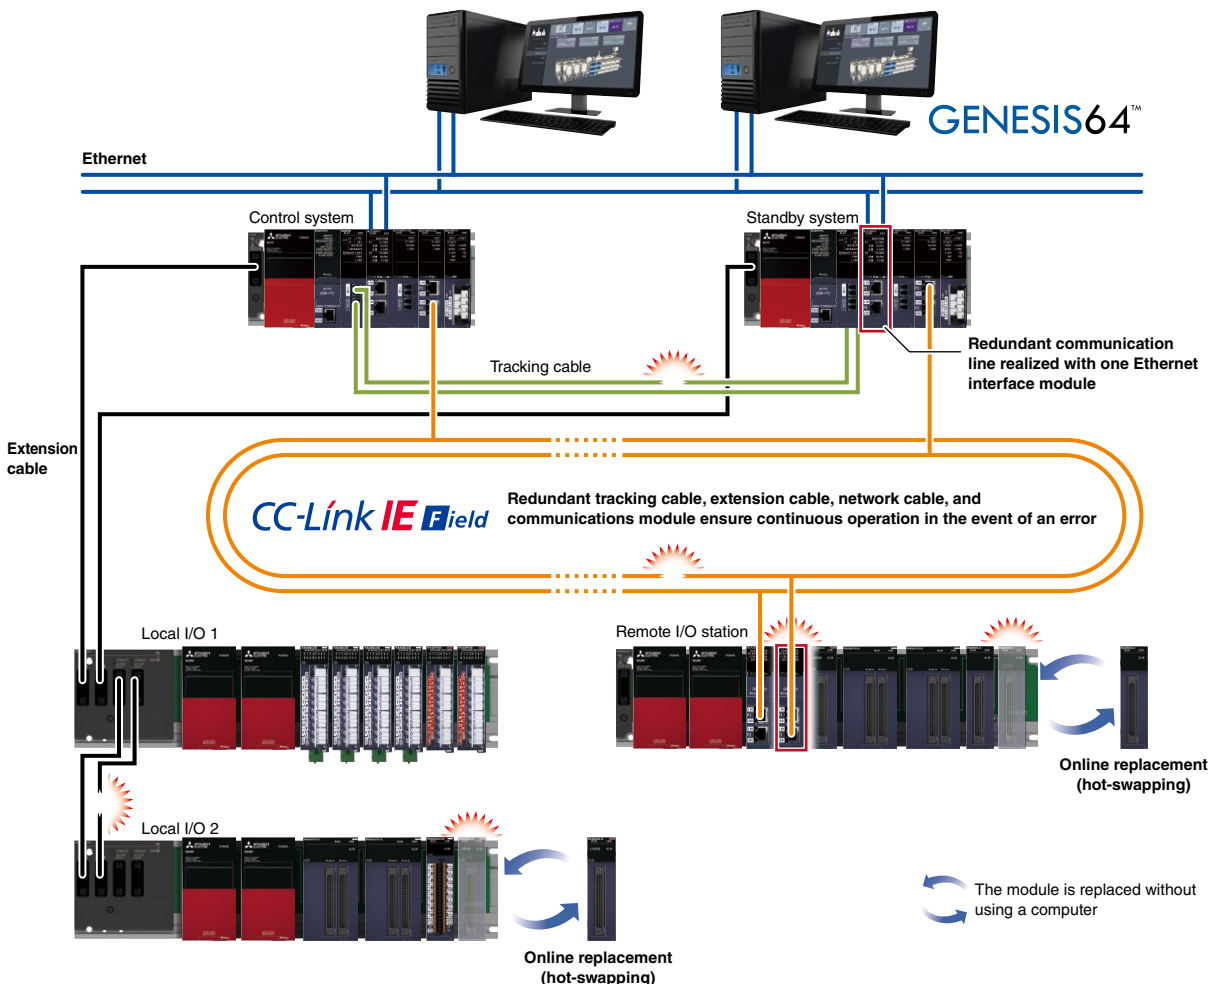 GENESIS64™
Ethernet
Control system
Standby system
Redundant communication
line realized with one Ethernet
interface module
Tracking cable
Extension
cable
CC-Link IE Field
Redundant tracking cable, extension cable, network cable, and
communications module ensure continuous operation in the event of an error
Local I/O 1
Remote I/O station
Online replacement
(hot-swapping)
Local I/O 2
The module is replaced without
using a computer
Online replacement
(hot-swapping)